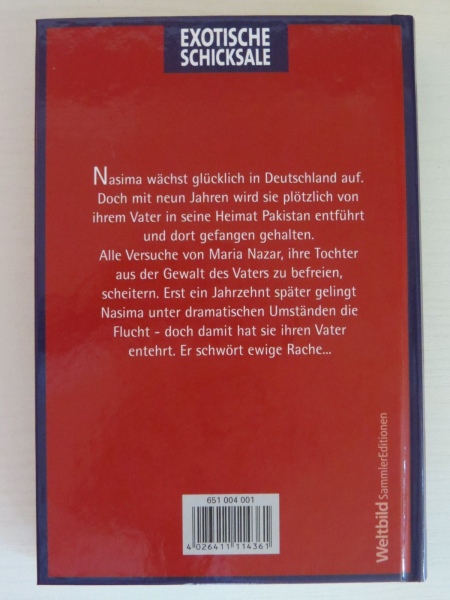 EXOTISCHE
SCHICKSALE
Nasima wächst glücklich in Deutschland auf.
Doch mit neun Jahren wird sie plötzlich von
ihrem Vater in seine Heimat Pakistan entführt
und dort gefangen gehalten.
Alle Versuche von Maria Nazar, ihre Tochter
aus der Gewalt des Vaters zu befreien,
scheitern. Erst ein Jahrzehnt später gelingt
Nasima unter dramatischen Umständen die
Flucht - doch damit hat sie ihren Vater
entehrt. Er schwört ewige Rache...
651 004 001
4 026411 114361
Weltbild SammlerEditionen